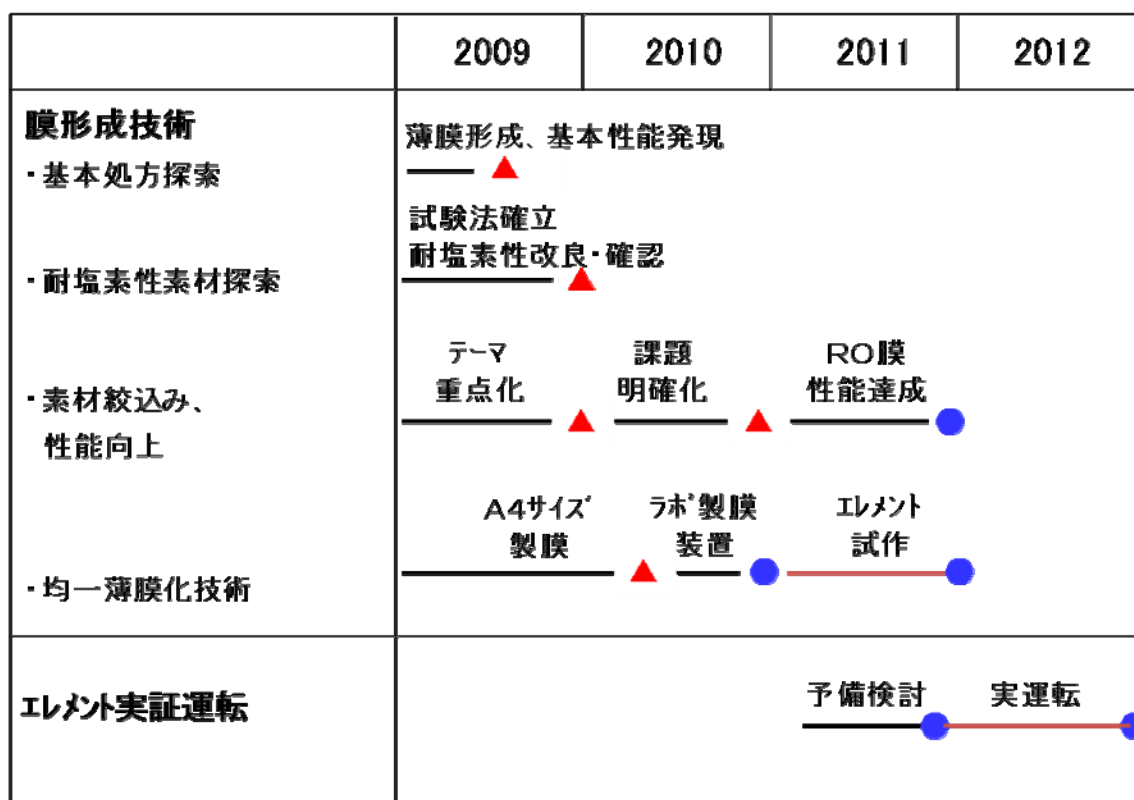 2009 2010 2011 2012
膜形成技術
・基本処方探索
薄膜形成、基本性能発現
試験法確立
耐塩素性改良・確認
・耐塩素性素材探索
・素材絞込み、
性能向上
テーマ
重点化
課題
明確化
RO膜
性能達成
・均一薄膜化技術
A4サイズ
製膜
ラボ製膜
装置
エレメント
試作
エレメント実証運転
予備検討
実運転